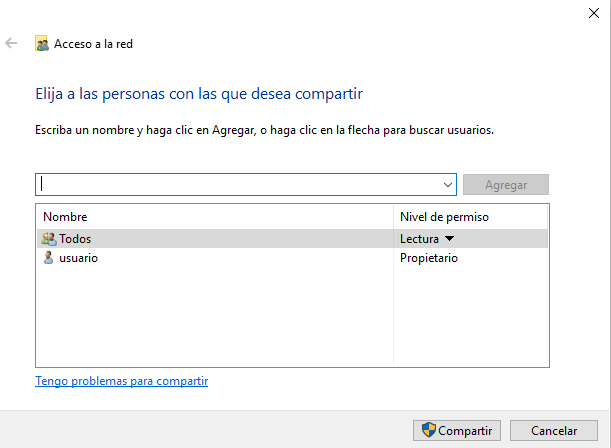 Acceso a la red
Elija a las personas con las que desea compartir
Escriba un nombre y haga clic en Agregar, o haga clic en la flecha para buscar usuarios.
Agregar
Nombre Nivel de permiso
Todos Lectura
usuario Propietario
Tengo problemas para compartir
Compartir Cancelar